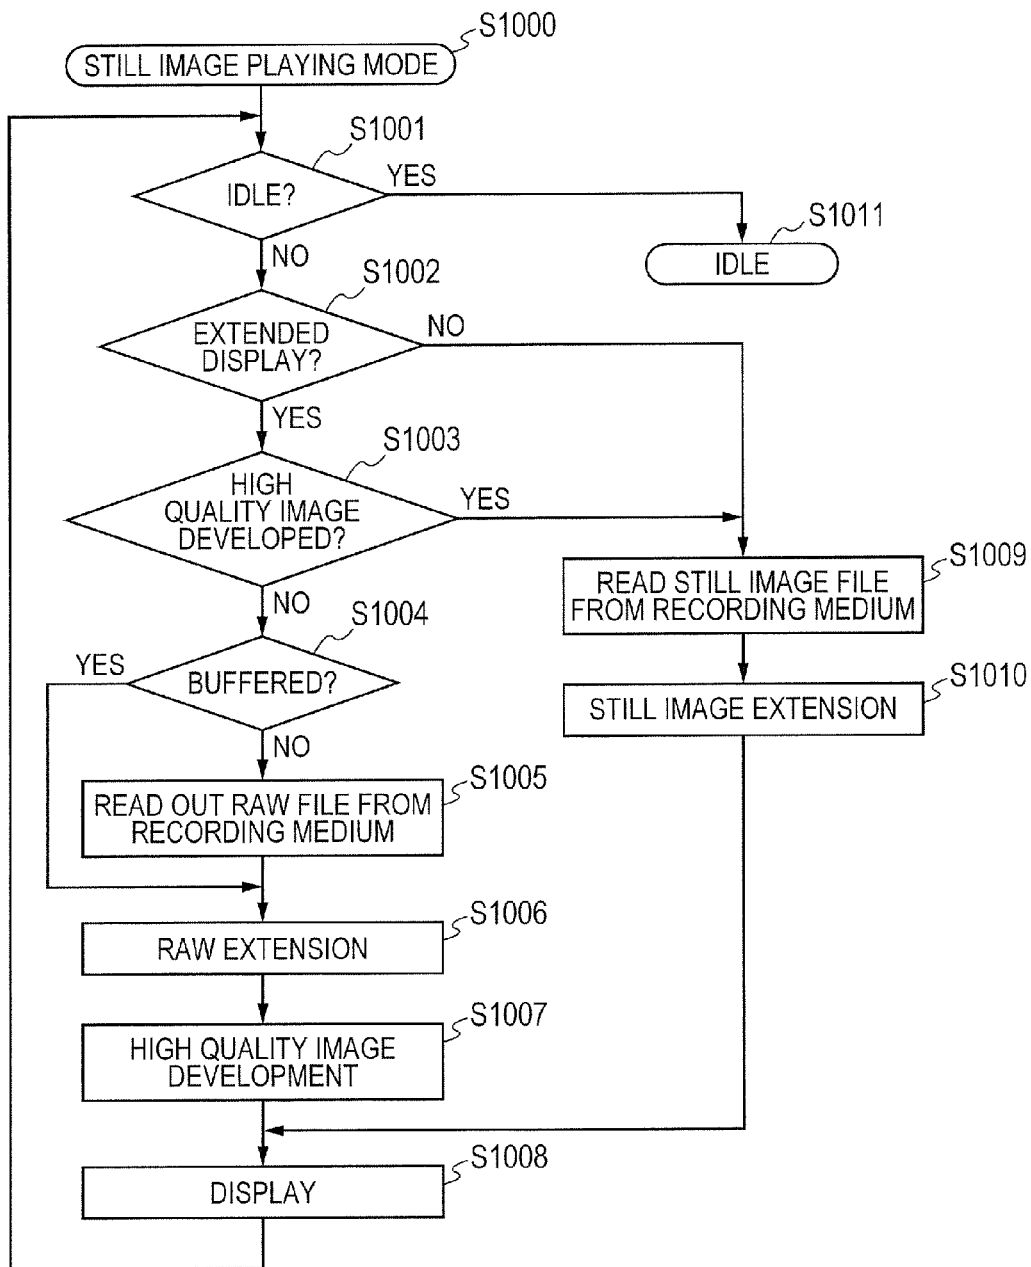 S1000
STILL IMAGE PLAYING MODE
S1001
IDLE?
YES
S1011
IDLE
NO
S1002
EXTENDED
DISPLAY?
NO
YES
S1003
HIGH
QUALITY IMAGE
DEVELOPED?
YES
NO
S1009
READ STILL IMAGE FILE
FROM RECORDING MEDIUM
S1004
YES
BUFFERED?
S1010
STILL IMAGE EXTENSION
NO
S1005
READ OUT RAW FILE FROM
RECORDING MEDIUM
S1006
RAW EXTENSION
S1007
HIGH QUALITY IMAGE
DEVELOPMENT
S1008
DISPLAY